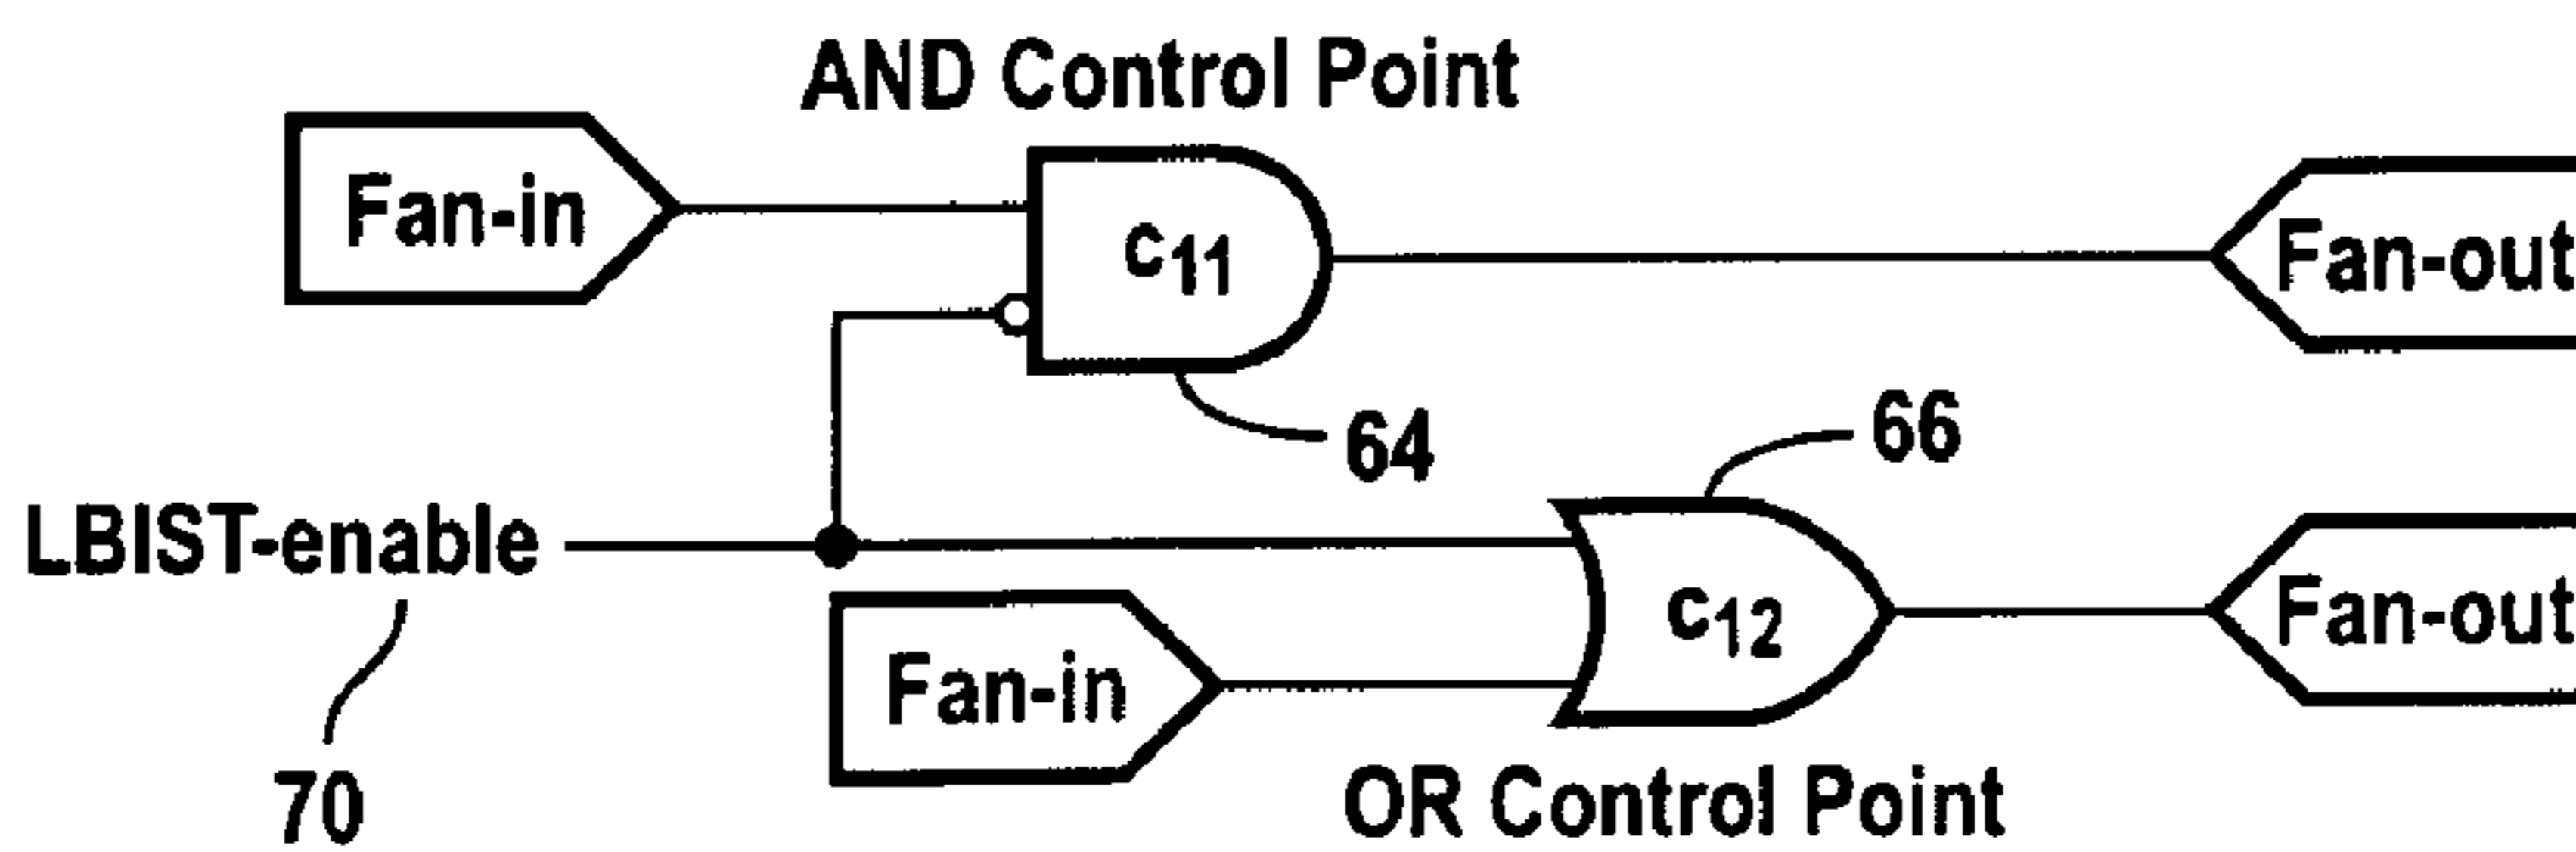 AND Control Point
Fan-in
c11
Fan-out
64
66
LBIST-enable
c12
Fan-out
Fan-in
70
OR Control Point